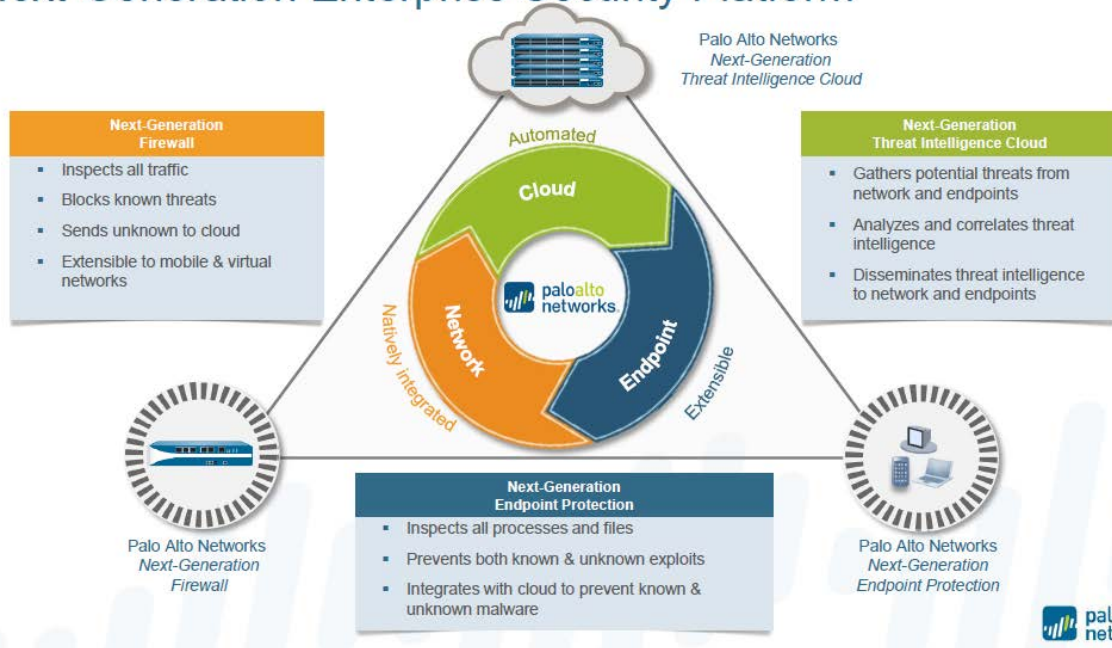 Generation Enterprise Security Platform
Palo Alto Networks
Next-Generation
Threat Intelligence Cloud
Next-Generation
Firewall
▪ Inspects all traffic
▪ Blocks known threats
▪ Sends unknown to cloud
▪ Extensible to mobile & virtual
networks
Automated
Cloud
Natively integrated
Network
paloalto
networks.
Endpoint
Extensible
Next-Generation
Threat Intelligence Cloud
▪ Gathers potential threats from
network and endpoints
▪ Analyzes and correlates threat
intelligence
▪ Disseminates threat intelligence
to network and endpoints
Palo Alto Networks
Next-Generation
Firewall
Next-Generation
Endpoint Protection
▪ Inspects all processes and files
▪ Prevents both known & unknown exploits
▪ Integrates with cloud to prevent known &
unknown malware
Palo Alto Networks
Next-Generation
Endpoint Protection